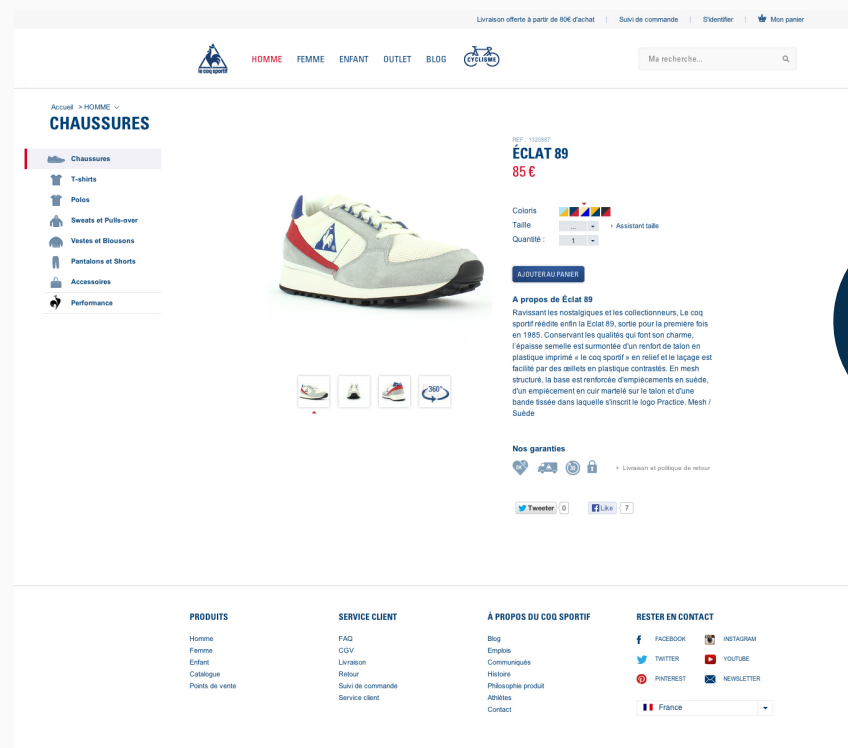 Livraison offerte à partir de 80€ d'achat | Suivi de commande | S'identifier | Mon panier
le coq sportif
HOMME FEMME ENFANT OUTLET BLOG CYCLISME
Ma recherche...
Accueil > HOMME
CHAUSSURES
Chaussures
T-shirts
Polos
Sweats et Pulls-over
Vestes et Blousons
Pantalons et Shorts
Accessoires
Performance
360°
ÉCLAT 89
85 €
Coloris
Taille ... Assistant taille
Quantité : 1
AJOUTER AU PANIER
A propos de Éclat 89
Ravissant les nostalgiques et les collectionneurs, Le coq
sportif réédite enfin la Eclat 89, sortie pour la première fois
en 1985. Conservant les qualités qui font son charme,
l'épaisse semelle est surmontée d'un renfort de talon en
plastique imprimé « le coq sportif » en relief et le laçage est
facilité par des œillets en plastique contrastés. En mesh
structuré, la base est renforcée d'empiècements en suède,
d'un empiècement en cuir martelé sur le talon et d'une
bande tissée dans laquelle s'inscrit le logo Practice. Mesh /
Suède
Nos garanties
Livraison et politique de retour
Tweeter 0 Like 7
PRODUITS
Homme
Femme
Enfant
Catalogue
Points de vente
SERVICE CLIENT
FAQ
CGV
Livraison
Retour
Suivi de commande
Service client
À PROPOS DU COQ SPORTIF
Blog
Emplois
Communiqués
Histoire
Philosophie produit
Athlètes
Contact
RESTER EN CONTACT
FACEBOOK INSTAGRAM
TWITTER YOUTUBE
PINTEREST NEWSLETTER
France